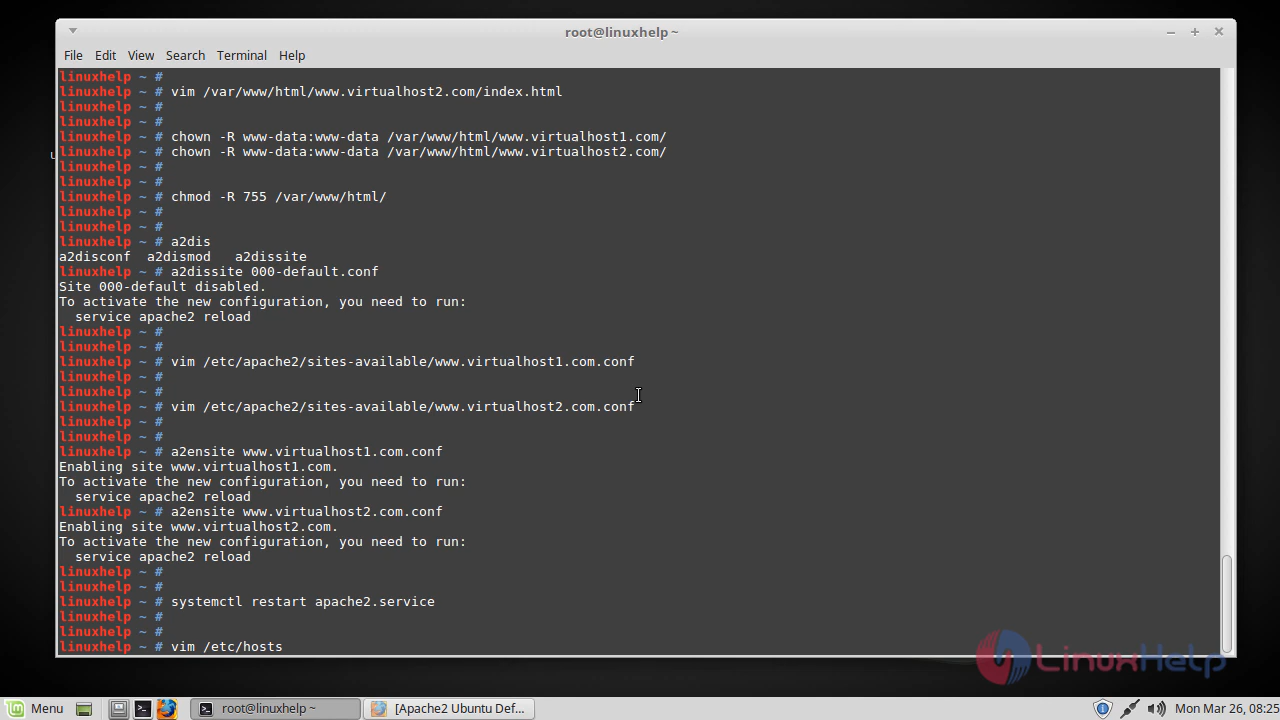 root@linuxhelp ~
File Edit View Search Terminal Help
linuxhelp ~ #
linuxhelp ~ # vim /var/www/html/www.virtualhost2.com/index.html
linuxhelp ~ #
linuxhelp ~ #
linuxhelp ~ # chown -R www-data:www-data /var/www/html/www.virtualhost1.com/
linuxhelp ~ # chown -R www-data:www-data /var/www/html/www.virtualhost2.com/
linuxhelp ~ #
linuxhelp ~ #
linuxhelp ~ # chmod -R 755 /var/www/html/
linuxhelp ~ #
linuxhelp ~ #
linuxhelp ~ # a2dis
a2disconf  a2dismod   a2dissite
linuxhelp ~ # a2dissite 000-default.conf
Site 000-default disabled.
To activate the new configuration, you need to run:
  service apache2 reload
linuxhelp ~ #
linuxhelp ~ #
linuxhelp ~ # vim /etc/apache2/sites-available/www.virtualhost1.com.conf
linuxhelp ~ #
linuxhelp ~ #
linuxhelp ~ # vim /etc/apache2/sites-available/www.virtualhost2.com.conf
linuxhelp ~ #
linuxhelp ~ #
linuxhelp ~ # a2ensite www.virtualhost1.com.conf
Enabling site www.virtualhost1.com.
To activate the new configuration, you need to run:
  service apache2 reload
linuxhelp ~ # a2ensite www.virtualhost2.com.conf
Enabling site www.virtualhost2.com.
To activate the new configuration, you need to run:
  service apache2 reload
linuxhelp ~ #
linuxhelp ~ #
linuxhelp ~ # systemctl restart apache2.service
linuxhelp ~ #
linuxhelp ~ #
linuxhelp ~ # vim /etc/hosts
LinuxHelp
Menu
root@linuxhelp ~
[Apache2 Ubuntu Def...
Mon Mar 26, 08:25